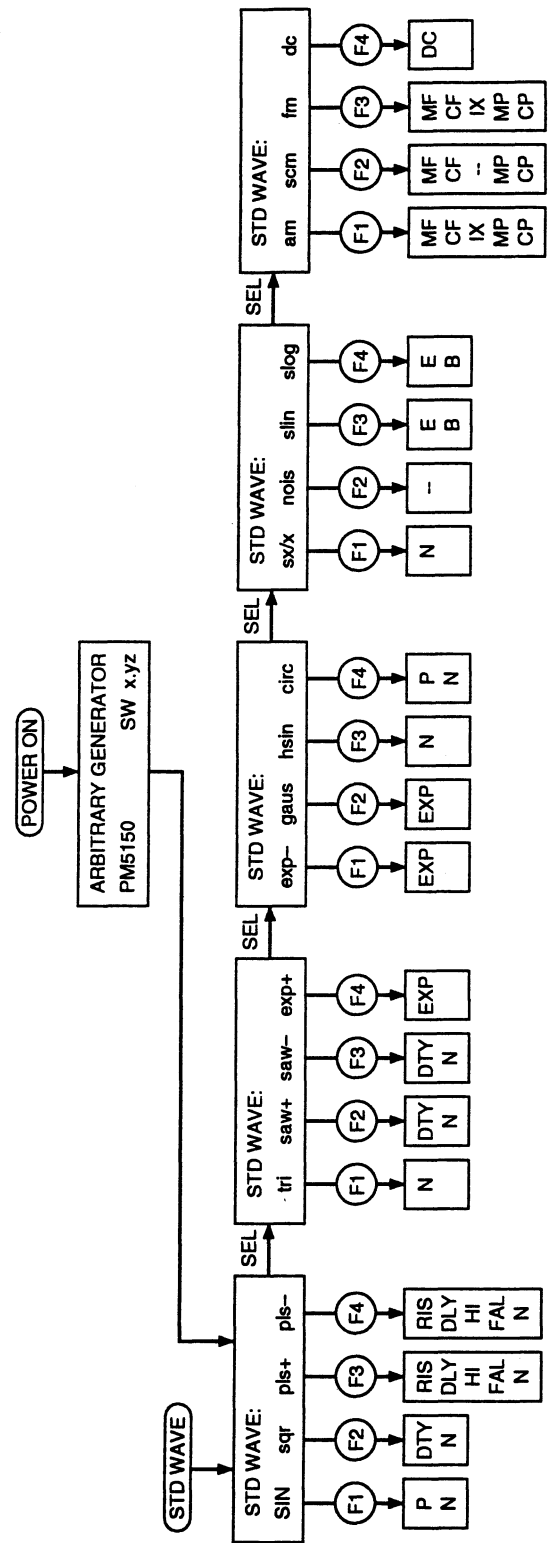 POWER ON
ARBITRARY GENERATOR
PM5150 SW x.yz
STD WAVE
STD WAVE:
SIN sqr pls+ pls–
F1 F2 F3 F4
P
N
DTY
N
RIS
DLY
HI
FAL
N
RIS
DLY
HI
FAL
N
SEL
STD WAVE:
tri saw+ saw– exp+
F1 F2 F3 F4
N
DTY
N
DTY
N
EXP
SEL
STD WAVE:
exp– gaus hsin circ
F1 F2 F3 F4
EXP
EXP
N
P
N
SEL
STD WAVE:
sx/x nois slin slog
F1 F2 F3 F4
N
--
E
B
E
B
SEL
STD WAVE:
am scm fm dc
F1 F2 F3 F4
MF
CF
IX
MP
CP
MF
CF
--
MP
CP
MF
CF
IX
MP
CP
DC